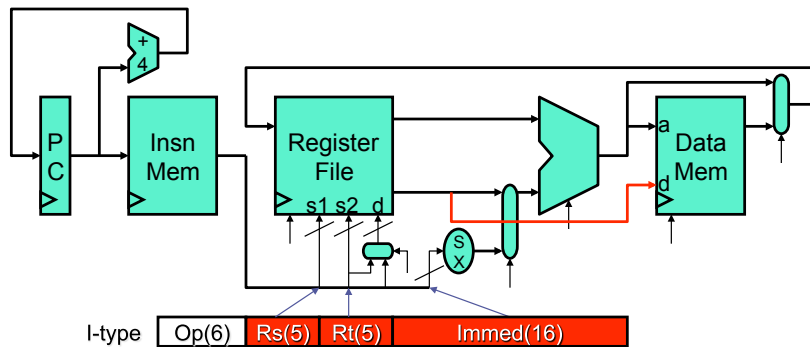 +
4
P
C
Insn
Mem
Register
File
s1 s2 d
S
X
a
d
Data
Mem
I-type Op(6) Rs(5) Rt(5) Immed(16)